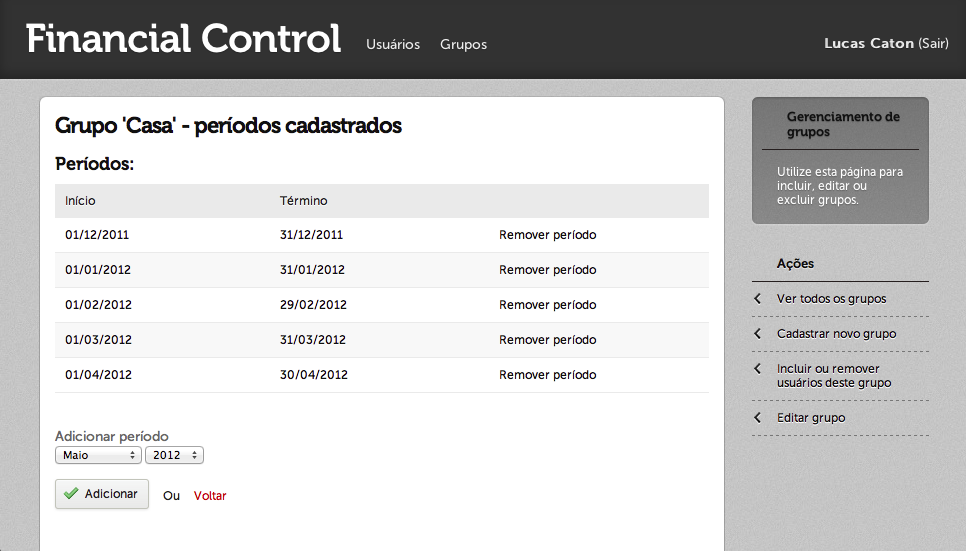 Financial Control Usuários Grupos Lucas Caton (Sair)
Grupo 'Casa' - períodos cadastrados
Períodos:
Início Término
01/12/2011 31/12/2011 Remover período
01/01/2012 31/01/2012 Remover período
01/02/2012 29/02/2012 Remover período
01/03/2012 31/03/2012 Remover período
01/04/2012 30/04/2012 Remover período
Adicionar período
Maio 2012
Adicionar Ou Voltar
Gerenciamento de
grupos
Utilize esta página para
incluir, editar ou
excluir grupos.
Ações
Ver todos os grupos
Cadastrar novo grupo
Incluir ou remover
usuários deste grupo
Editar grupo